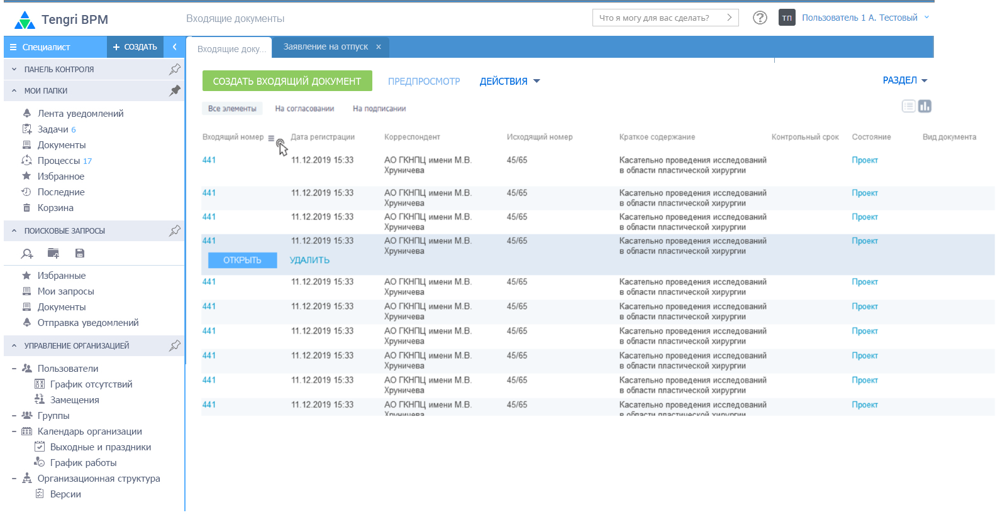 Tengri BPM
Входящие документы
Что я могу для вас сделать?
?
ТП
Пользователь 1 А. Тестовый
Специалист
+ СОЗДАТЬ
Входящие доку...
Заявление на отпуск x
ПАНЕЛЬ КОНТРОЛЯ
МОИ ПАПКИ
Лента уведомлений
Задачи 6
Документы
Процессы 17
Избранное
Последние
Корзина
ПОИСКОВЫЕ ЗАПРОСЫ
Избранные
Мои запросы
Документы
Отправка уведомлений
УПРАВЛЕНИЕ ОРГАНИЗАЦИЕЙ
Пользователи
График отсутствий
Замещения
Группы
Календарь организации
Выходные и праздники
График работы
Организационная структура
Версии
СОЗДАТЬ ВХОДЯЩИЙ ДОКУМЕНТ ПРЕДПРОСМОТР ДЕЙСТВИЯ РАЗДЕЛ
Все элементы На согласовании На подписании
Входящий номер Дата регистрации Корреспондент Исходящий номер Краткое содержание Контрольный срок Состояние Вид документа
441 11.12.2019 15:33 АО ГКНПЦ имени М.В. 45/65 Касательно проведения исследований Проект
Хруничева в области пластической хирургии
441 11.12.2019 15:33 АО ГКНПЦ имени М.В. 45/65 Касательно проведения исследований Проект
Хруничева в области пластической хирургии
441 11.12.2019 15:33 АО ГКНПЦ имени М.В. 45/65 Касательно проведения исследований Проект
Хруничева в области пластической хирургии
441 11.12.2019 15:33 АО ГКНПЦ имени М.В. 45/65 Касательно проведения исследований Проект
Хруничева в области пластической хирургии
ОТКРЫТЬ УДАЛИТЬ
441 11.12.2019 15:33 АО ГКНПЦ имени М.В. 45/65 Касательно проведения исследований Проект
Хруничева в области пластической хирургии
441 11.12.2019 15:33 АО ГКНПЦ имени М.В. 45/65 Касательно проведения исследований Проект
Хруничева в области пластической хирургии
441 11.12.2019 15:33 АО ГКНПЦ имени М.В. 45/65 Касательно проведения исследований Проект
Хруничева в области пластической хирургии
441 11.12.2019 15:33 АО ГКНПЦ имени М.В. 45/65 Касательно проведения исследований Проект
Хруничева в области пластической хирургии
441 11.12.2019 15:33 АО ГКНПЦ имени М.В. 45/65 Касательно проведения исследований Проект
Хруничева в области пластической хирургии
441 11.12.2019 15:33 АО ГКНПЦ имени М.В. 45/65 Касательно проведения исследований Проект
Хруничева в области пластической хирургии